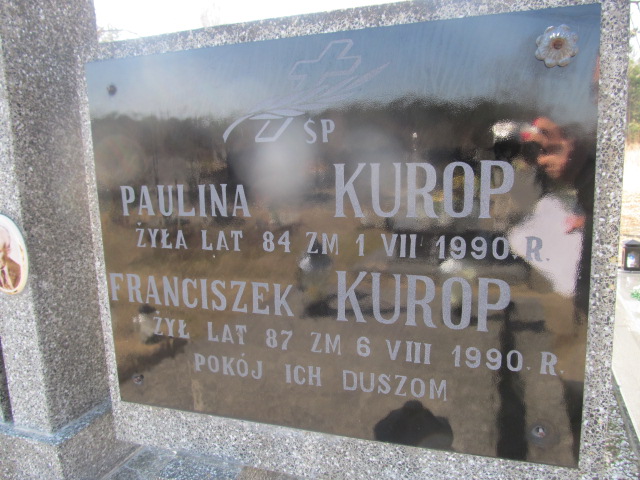 ŚP
PAULINA KUROP
ŻYŁA LAT 84 ZM 1 VII 1990.R.
FRANCISZEK KUROP
ŻYŁ LAT 87 ZM 6 VIII 1990.R.
POKÓJ ICH DUSZOM